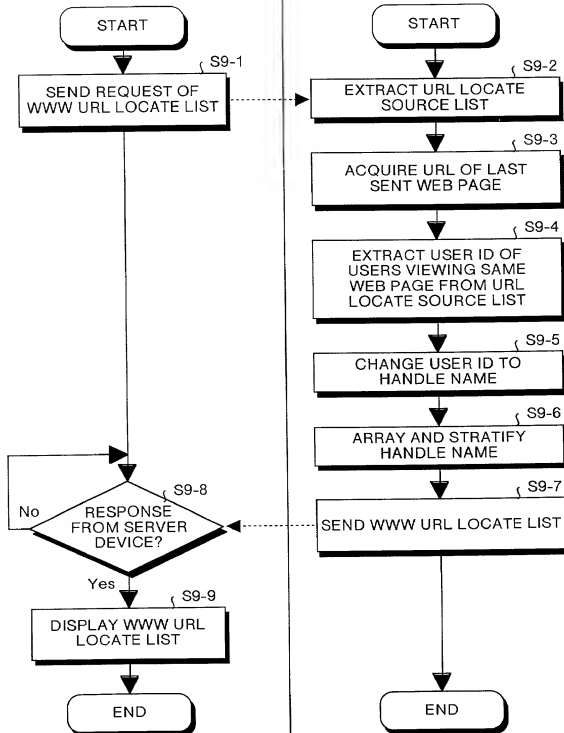 START
S9-1
SEND REQUEST OF
WWW URL LOCATE LIST
S9-8
No
RESPONSE
FROM SERVER
DEVICE?
Yes
S9-9
DISPLAY WWW URL
LOCATE LIST
END
START
S9-2
EXTRACT URL LOCATE
SOURCE LIST
S9-3
ACQUIRE URL OF LAST
SENT WEB PAGE
S9-4
EXTRACT USER ID OF
USERS VIEWING SAME
WEB PAGE FROM URL
LOCATE SOURCE LIST
S9-5
CHANGE USER ID TO
HANDLE NAME
S9-6
ARRAY AND STRATIFY
HANDLE NAME
S9-7
SEND WWW URL LOCATE LIST
END